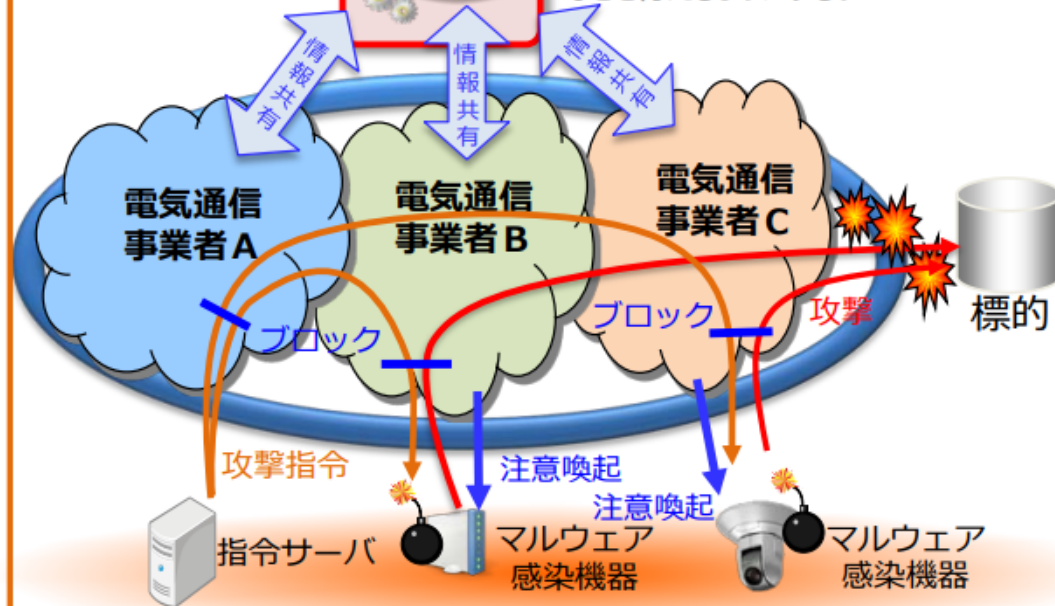 情報共有
情報共有
情報共有
電気通信
事業者A
電気通信
事業者B
電気通信
事業者C
ブロック
ブロック
攻撃
標的
攻撃指令
注意喚起
注意喚起
指令サーバ
マルウェア
感染機器
マルウェア
感染機器